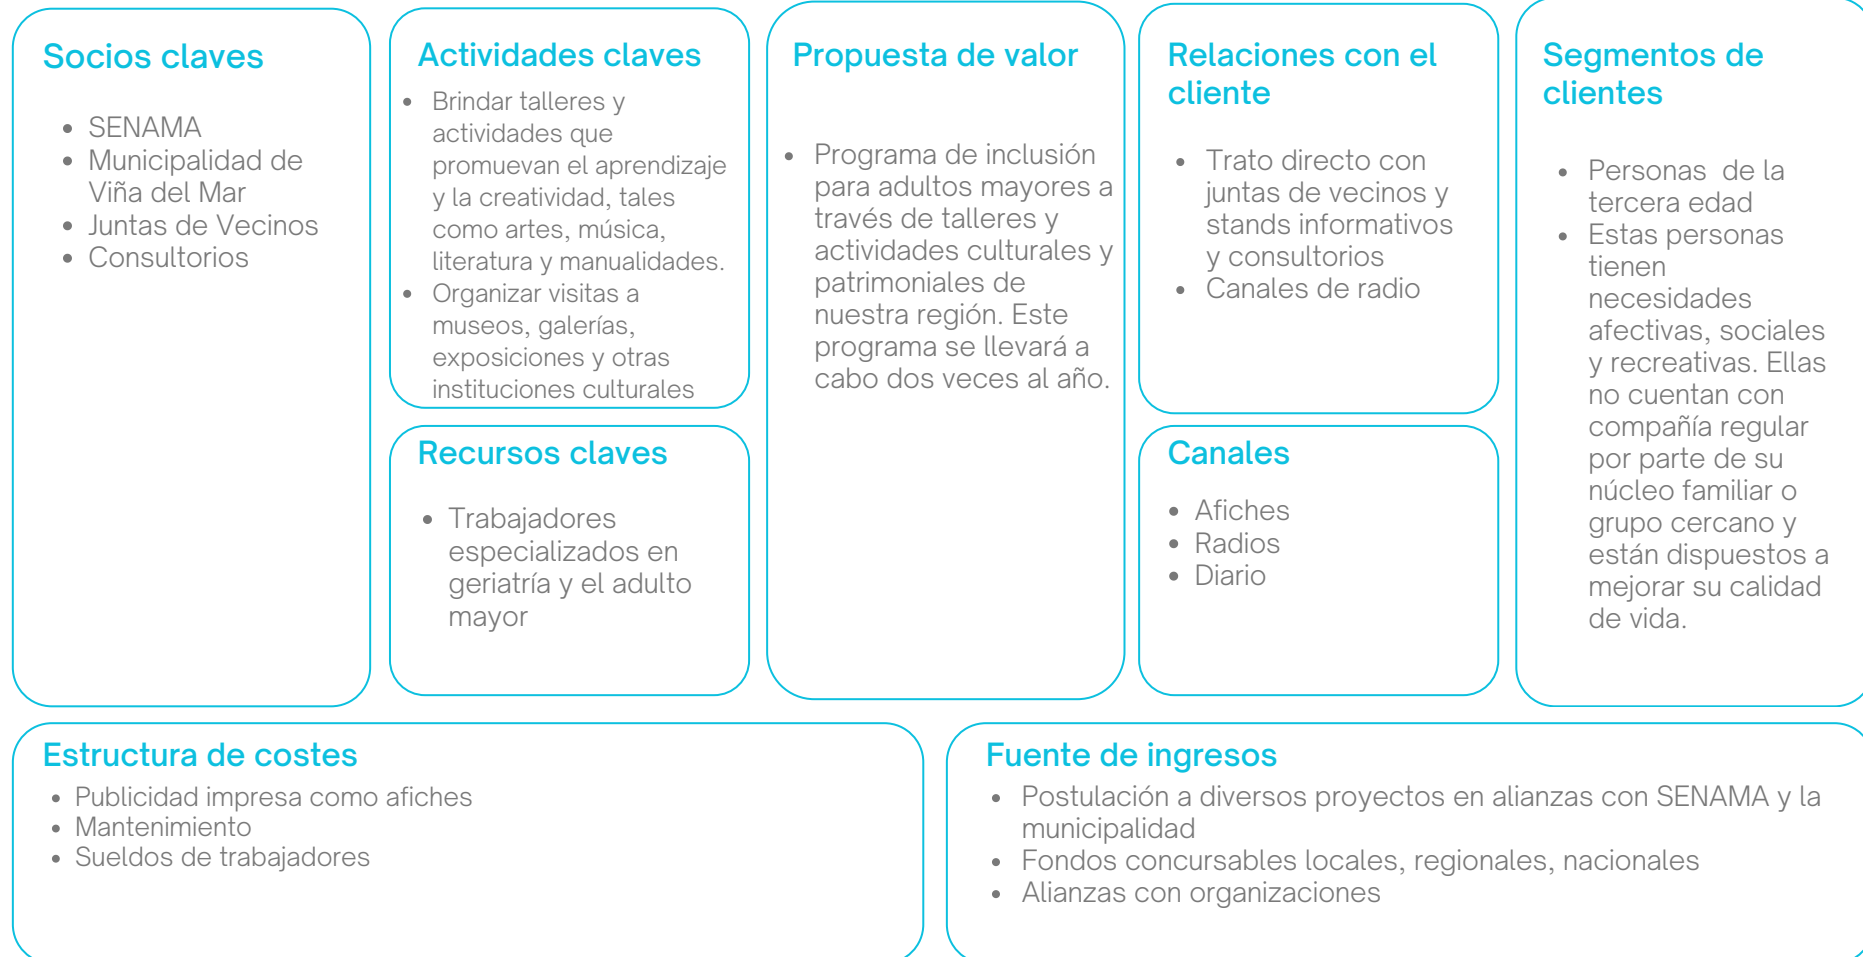 Socios claves
SENAMA
Municipalidad de
Viña del Mar
Juntas de Vecinos
Consultorios
Actividades claves
Brindar talleres y
actividades que
promuevan el aprendizaje
y la creatividad, tales
como artes, música,
literatura y manualidades.
Organizar visitas a
museos, galerías,
exposiciones y otras
instituciones culturales
Recursos claves
Trabajadores
especializados en
geriatría y el adulto
mayor
Propuesta de valor
Programa de inclusión
para adultos mayores a
través de talleres y
actividades culturales y
patrimoniales de
nuestra región. Este
programa se llevará a
cabo dos veces al año.
Relaciones con el
cliente
Trato directo con
juntas de vecinos y
stands informativos
y consultorios
Canales de radio
Canales
Afiches
Radios
Diario
Segmentos de
clientes
Personas  de la
tercera edad
Estas personas
tienen
necesidades
afectivas, sociales
y recreativas. Ellas
no cuentan con
compañía regular
por parte de su
núcleo familiar o
grupo cercano y
están dispuestos a
mejorar su calidad
de vida.
Estructura de costes
Publicidad impresa como afiches
Mantenimiento
Sueldos de trabajadores
Fuente de ingresos
Postulación a diversos proyectos en alianzas con SENAMA y la
municipalidad
Fondos concursables locales, regionales, nacionales
Alianzas con organizaciones